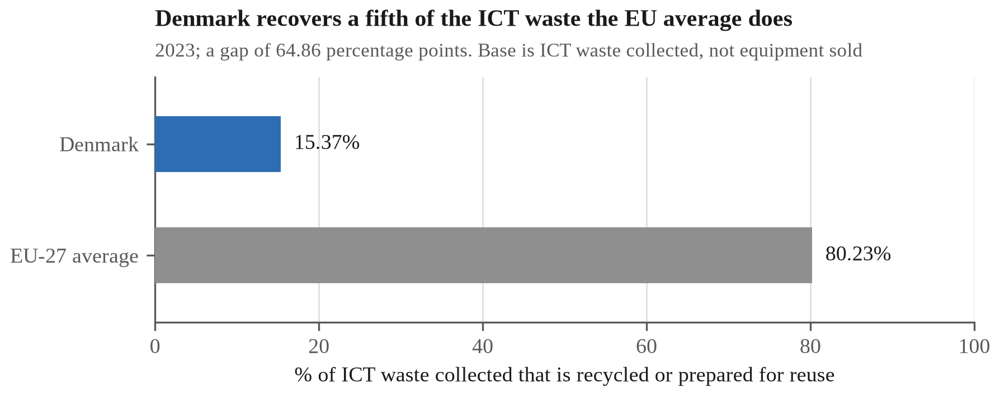 Denmark recovers a fifth of the ICT waste the EU average does
2023; a gap of 64.86 percentage points. Base is ICT waste collected, not equipment sold
Denmark
15.37%
EU-27 average
80.23%
0 20 40 60 80 100
% of ICT waste collected that is recycled or prepared for reuse